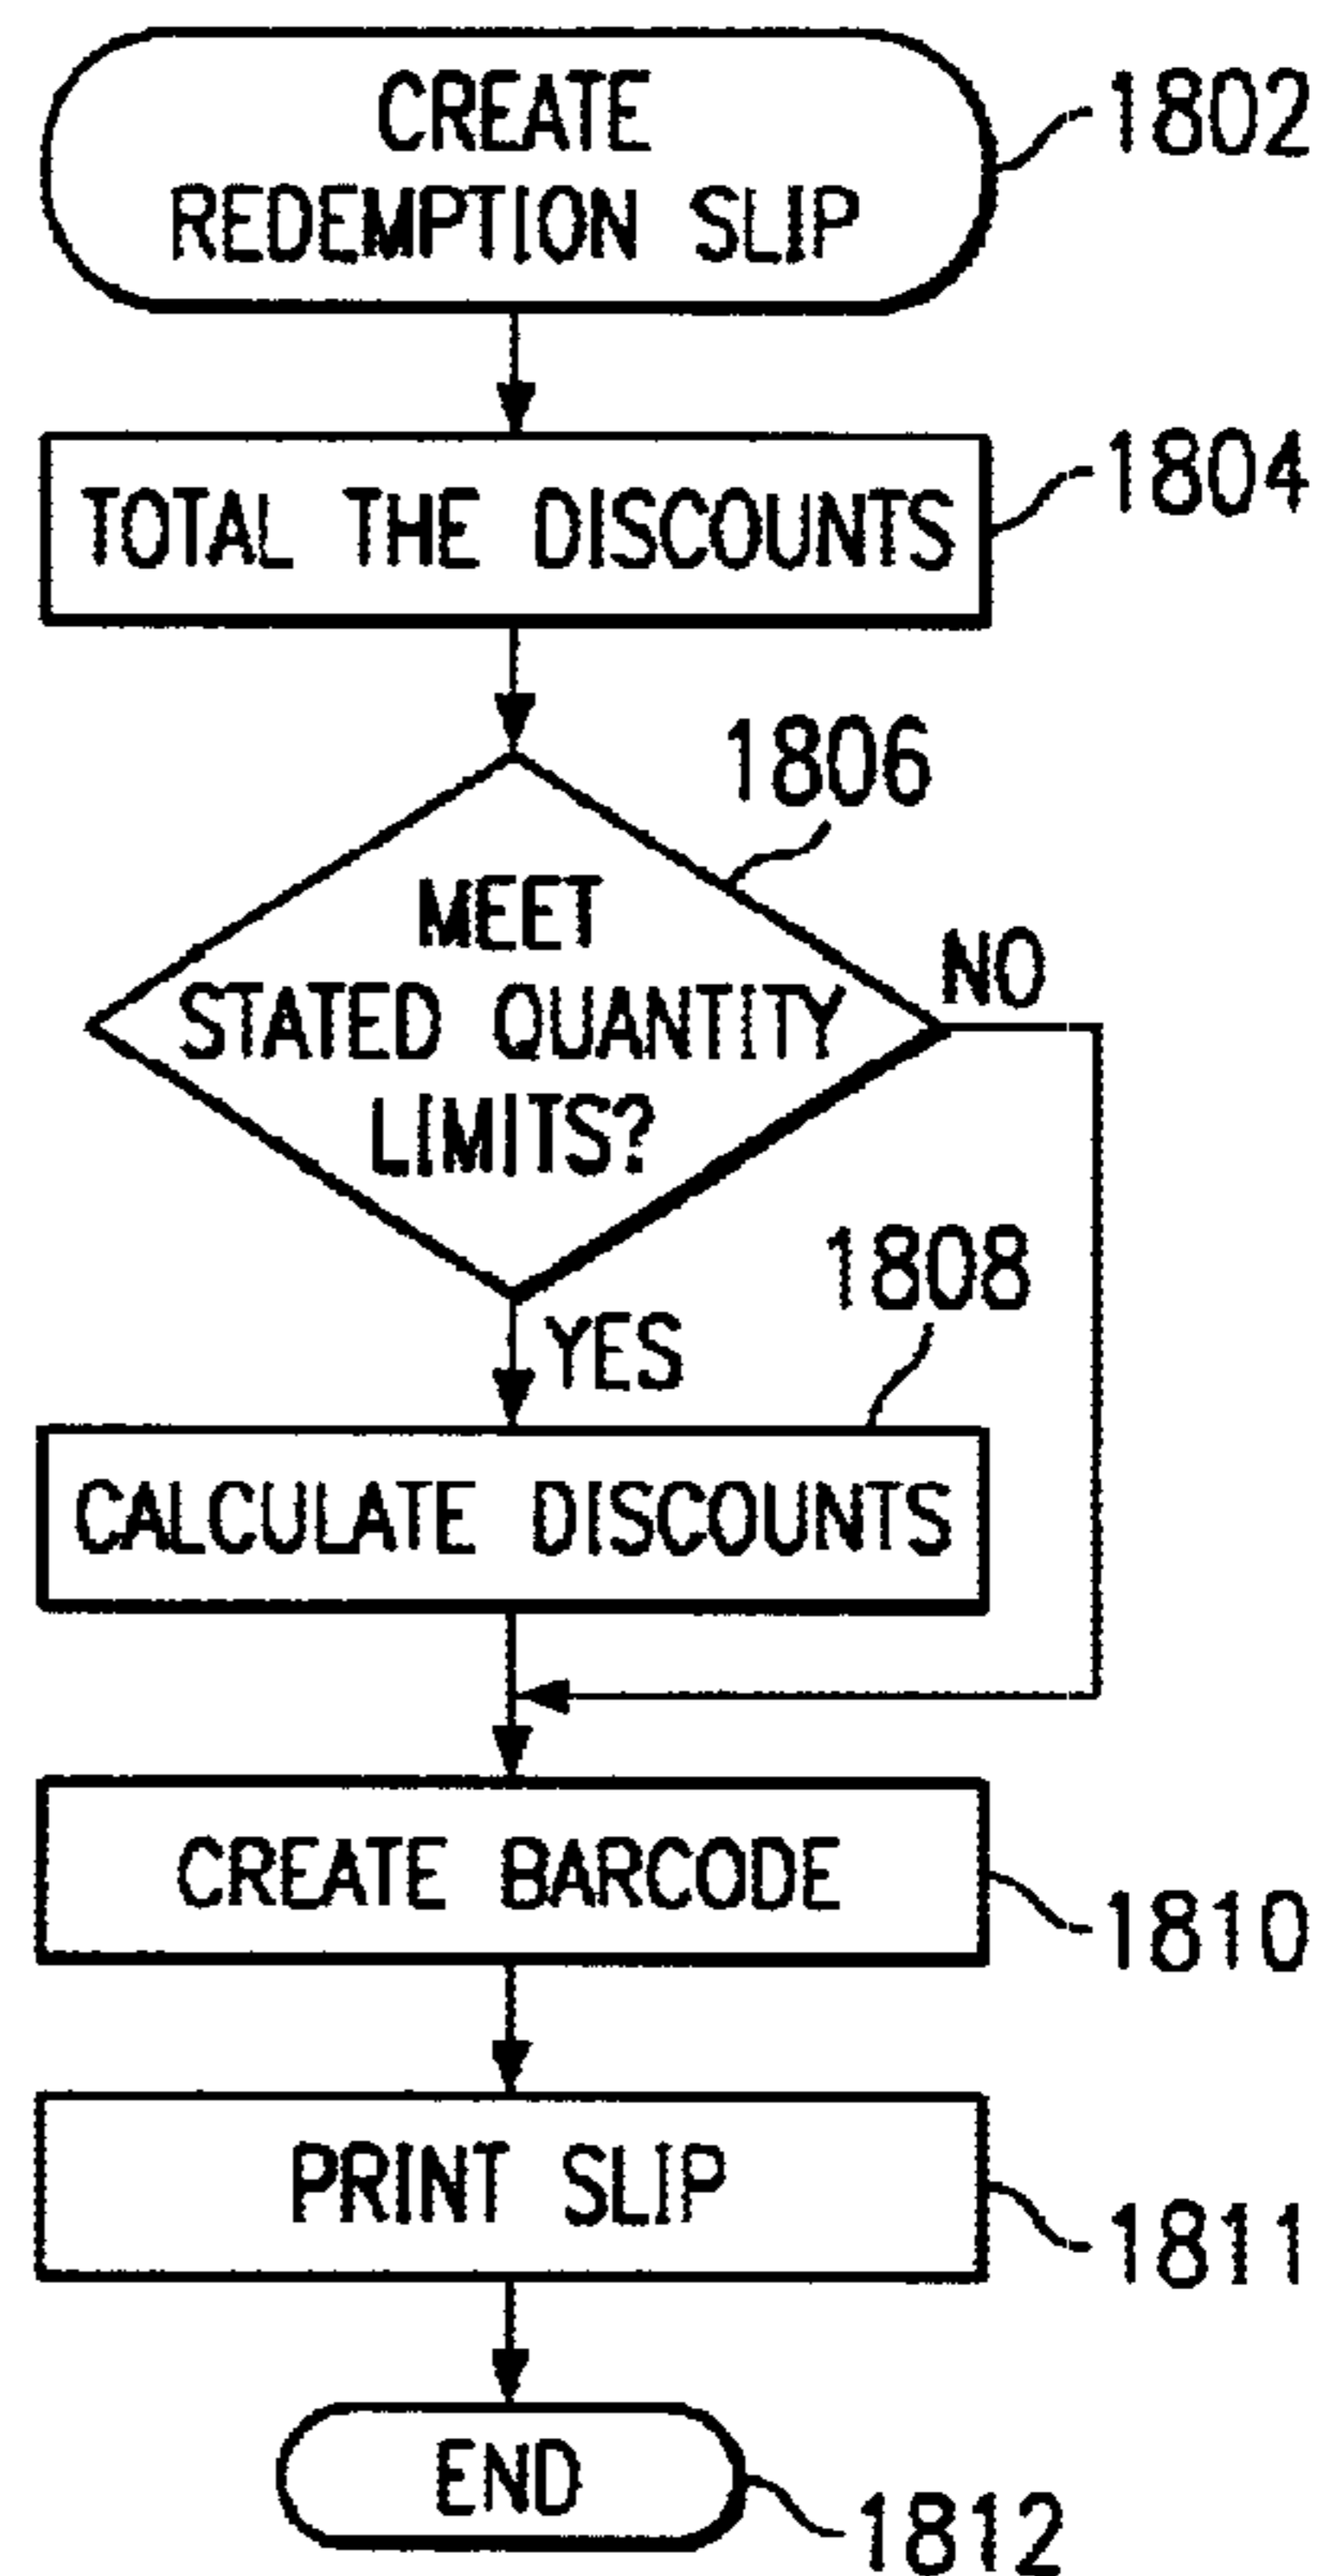 CREATE
REDEMPTION SLIP
1802
TOTAL THE DISCOUNTS
1804
1806
MEET
STATED QUANTITY
LIMITS?
NO
YES
1808
CALCULATE DISCOUNTS
CREATE BARCODE
1810
PRINT SLIP
1811
END
1812